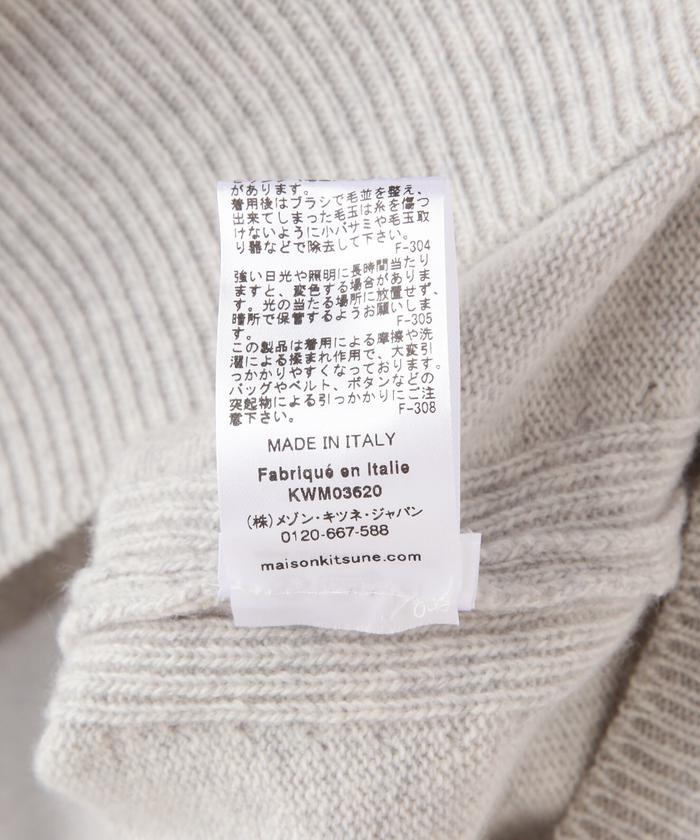 があります。
着用後はブラシで毛並を整え、
出来てしまった毛玉は糸を傷つ
けないように小バサミや毛玉取
り器などで除去して下さい。
F-304
強い日光や照明に長時間当たり
ますと、変色する場合がありま
す。光の当たる場所に放置せず、
暗所で保管するようお願いしま
す。
F-305
この製品は着用による摩擦や洗
濯による揉まれ作用で、大変引
っかかりやすくなっております。
バッグやベルト、ボタンなどの
突起物による引っかかりにご注
意下さい。
F-308
MADE IN ITALY
Fabriqué en Italie
KWM03620
(株)メゾン・キツネ・ジャパン
0120-667-588
maisonkitsune.com